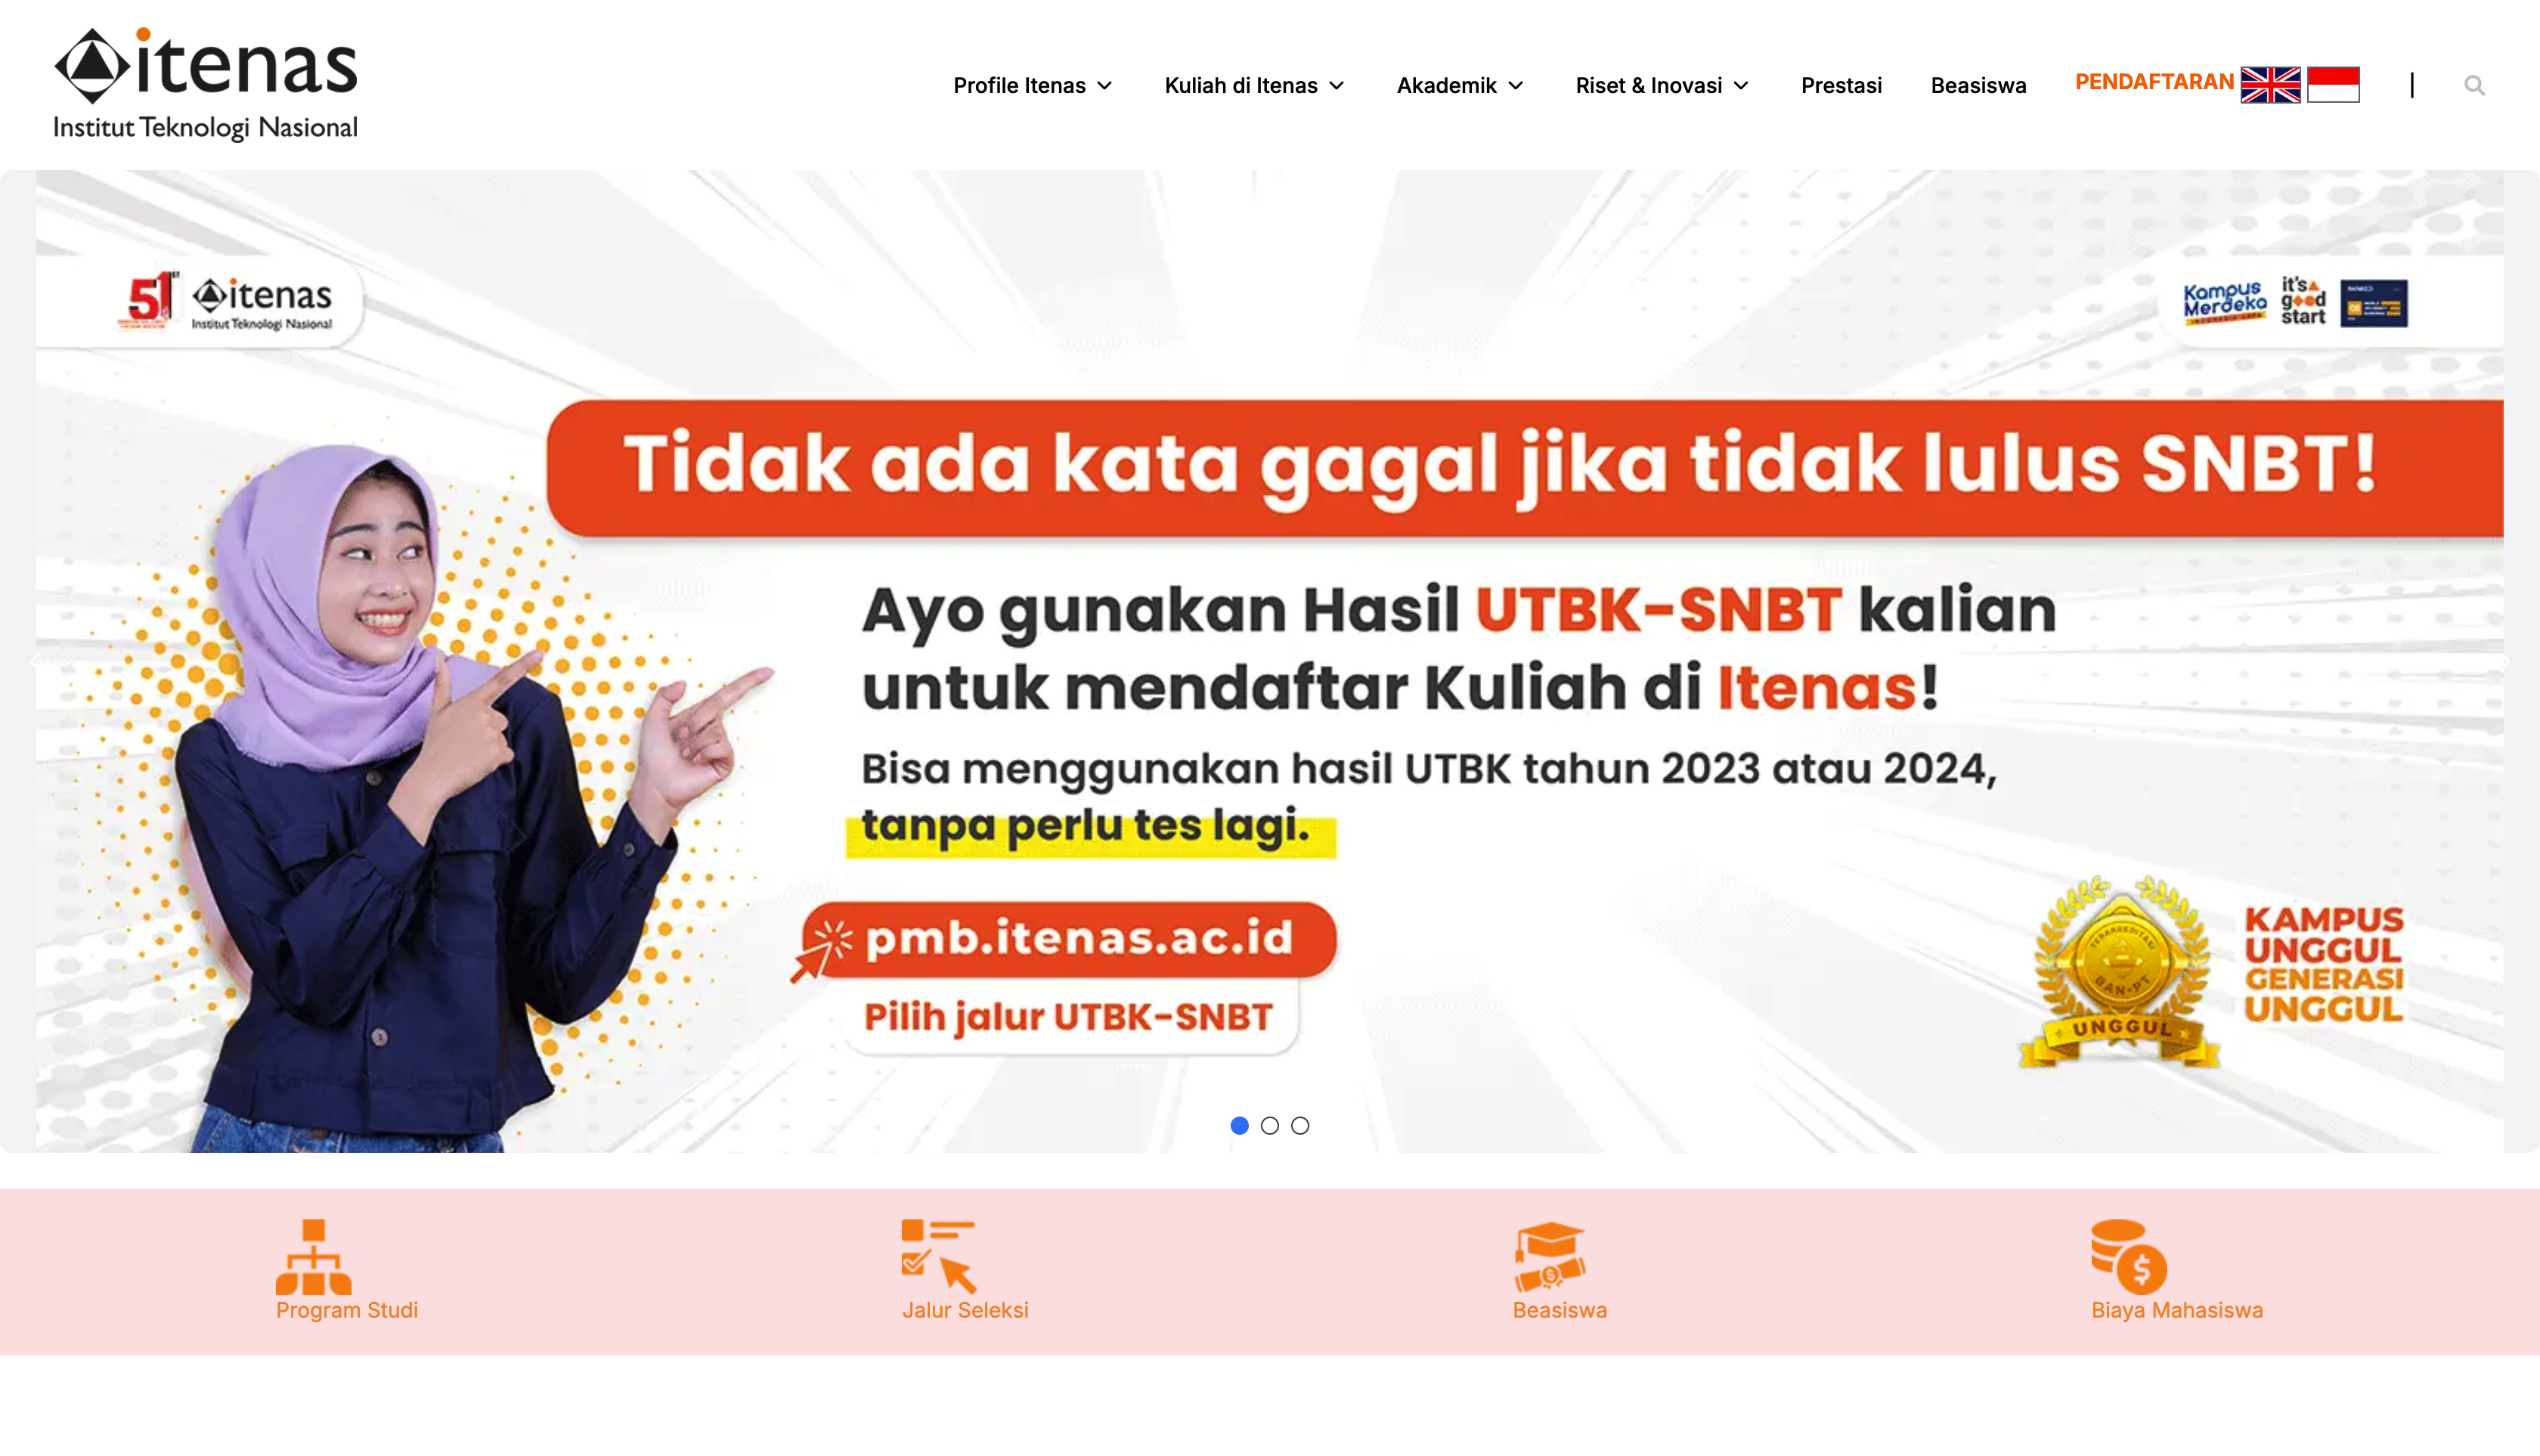 itenas
Institut Teknologi Nasional
Profile Itenas
Kuliah di Itenas
Akademik
Riset & Inovasi
Prestasi
Beasiswa
PENDAFTARAN
51ST
itenas
Institut Teknologi Nasional
Kampus
Merdeka
INDONESIA JAYA
it's a
good
start
RANKED
Tidak ada kata gagal jika tidak lulus SNBT!
Ayo gunakan Hasil UTBK-SNBT kalian
untuk mendaftar Kuliah di Itenas!
Bisa menggunakan hasil UTBK tahun 2023 atau 2024,
tanpa perlu tes lagi.
pmb.itenas.ac.id
Pilih jalur UTBK-SNBT
TERAKREDITASI
BAN-PT
UNGGUL
KAMPUS
UNGGUL
GENERASI
UNGGUL
Program Studi
Jalur Seleksi
Beasiswa
Biaya Mahasiswa